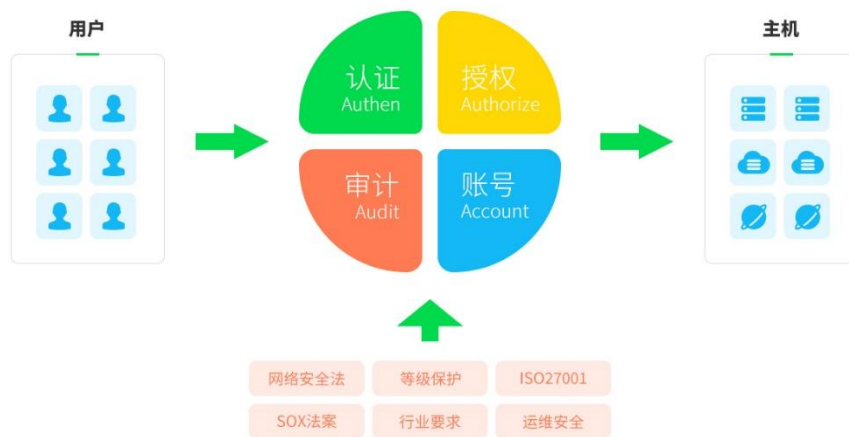 用户
主机
认证
Authen
授权
Authorize
审计
Audit
账号
Account
网络安全法
等级保护
ISO27001
SOX法案
行业要求
运维安全